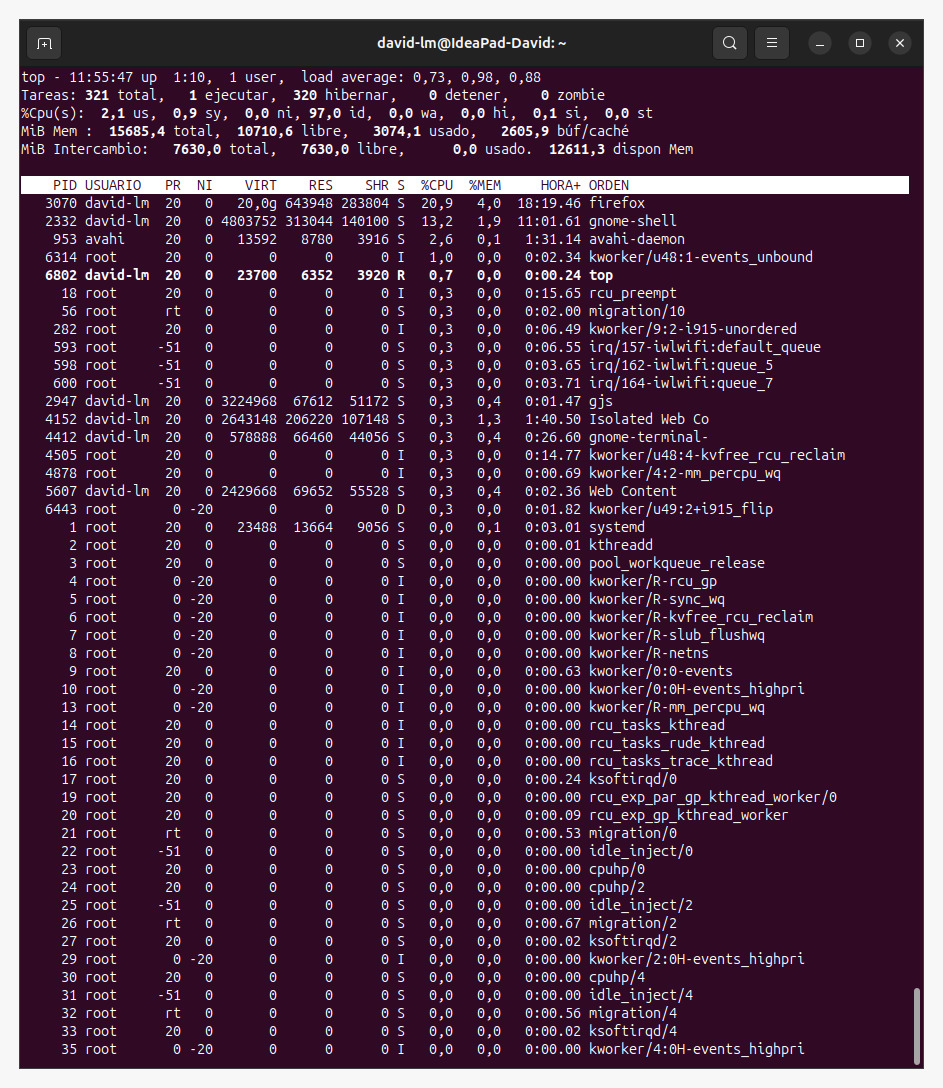 david-lm@IdeaPad-David: ~
top - 11:55:47 up  1:10,  1 user,  load average: 0,73, 0,98, 0,88
Tareas: 321 total,   1 ejecutar,  320 hibernar,    0 detener,    0 zombie
%Cpu(s):  2,1 us,  0,9 sy,  0,0 ni, 97,0 id,  0,0 wa,  0,0 hi,  0,1 si,  0,0 st
MiB Mem :  15685,4 total,  10710,6 libre,   3074,1 usado,   2605,9 búf/caché
MiB Intercambio:   7630,0 total,   7630,0 libre,      0,0 usado.  12611,3 dispon Mem
PID USUARIO   PR  NI    VIRT    RES    SHR S  %CPU  %MEM     HORA+ ORDEN
3070 david-lm  20   0   20,0g 643948 283804 S  20,9   4,0  18:19.46 firefox
2332 david-lm  20   0 4803752 313044 140100 S  13,2   1,9  11:01.61 gnome-shell
953 avahi     20   0   13592   8780   3916 S   2,6   0,1   1:31.14 avahi-daemon
6314 root      20   0       0      0      0 I   1,0   0,0   0:02.34 kworker/u48:1-events_unbound
6802 david-lm  20   0   23700   6352   3920 R   0,7   0,0   0:00.24 top
18 root      20   0       0      0      0 I   0,3   0,0   0:15.65 rcu_preempt
56 root      rt   0       0      0      0 S   0,3   0,0   0:02.00 migration/10
282 root      20   0       0      0      0 I   0,3   0,0   0:06.49 kworker/9:2-i915-unordered
593 root     -51   0       0      0      0 S   0,3   0,0   0:06.55 irq/157-iwlwifi:default_queue
598 root     -51   0       0      0      0 S   0,3   0,0   0:03.65 irq/162-iwlwifi:queue_5
600 root     -51   0       0      0      0 S   0,3   0,0   0:03.71 irq/164-iwlwifi:queue_7
2947 david-lm  20   0 3224968  67612  51172 S   0,3   0,4   0:01.47 gjs
4152 david-lm  20   0 2643148 206220 107148 S   0,3   1,3   1:40.50 Isolated Web Co
4412 david-lm  20   0  578888  66460  44056 S   0,3   0,4   0:26.60 gnome-terminal-
4505 root      20   0       0      0      0 I   0,3   0,0   0:14.77 kworker/u48:4-kvfree_rcu_reclaim
4878 root      20   0       0      0      0 I   0,3   0,0   0:00.69 kworker/4:2-mm_percpu_wq
5607 david-lm  20   0 2429668  69652  55528 S   0,3   0,4   0:02.36 Web Content
6443 root       0 -20       0      0      0 D   0,3   0,0   0:01.82 kworker/u49:2+i915_flip
1 root      20   0   23488  13664   9056 S   0,0   0,1   0:03.01 systemd
2 root      20   0       0      0      0 S   0,0   0,0   0:00.01 kthreadd
3 root      20   0       0      0      0 S   0,0   0,0   0:00.00 pool_workqueue_release
4 root       0 -20       0      0      0 I   0,0   0,0   0:00.00 kworker/R-rcu_gp
5 root       0 -20       0      0      0 I   0,0   0,0   0:00.00 kworker/R-sync_wq
6 root       0 -20       0      0      0 I   0,0   0,0   0:00.00 kworker/R-kvfree_rcu_reclaim
7 root       0 -20       0      0      0 I   0,0   0,0   0:00.00 kworker/R-slub_flushwq
8 root       0 -20       0      0      0 I   0,0   0,0   0:00.00 kworker/R-netns
9 root      20   0       0      0      0 I   0,0   0,0   0:00.63 kworker/0:0-events
10 root       0 -20       0      0      0 I   0,0   0,0   0:00.00 kworker/0:0H-events_highpri
13 root       0 -20       0      0      0 I   0,0   0,0   0:00.00 kworker/R-mm_percpu_wq
14 root      20   0       0      0      0 I   0,0   0,0   0:00.00 rcu_tasks_kthread
15 root      20   0       0      0      0 I   0,0   0,0   0:00.00 rcu_tasks_rude_kthread
16 root      20   0       0      0      0 I   0,0   0,0   0:00.00 rcu_tasks_trace_kthread
17 root      20   0       0      0      0 S   0,0   0,0   0:00.24 ksoftirqd/0
19 root      20   0       0      0      0 S   0,0   0,0   0:00.00 rcu_exp_par_gp_kthread_worker/0
20 root      20   0       0      0      0 S   0,0   0,0   0:00.09 rcu_exp_gp_kthread_worker
21 root      rt   0       0      0      0 S   0,0   0,0   0:00.53 migration/0
22 root     -51   0       0      0      0 S   0,0   0,0   0:00.00 idle_inject/0
23 root      20   0       0      0      0 S   0,0   0,0   0:00.00 cpuhp/0
24 root      20   0       0      0      0 S   0,0   0,0   0:00.00 cpuhp/2
25 root     -51   0       0      0      0 S   0,0   0,0   0:00.00 idle_inject/2
26 root      rt   0       0      0      0 S   0,0   0,0   0:00.67 migration/2
27 root      20   0       0      0      0 S   0,0   0,0   0:00.02 ksoftirqd/2
29 root       0 -20       0      0      0 I   0,0   0,0   0:00.00 kworker/2:0H-events_highpri
30 root      20   0       0      0      0 S   0,0   0,0   0:00.00 cpuhp/4
31 root     -51   0       0      0      0 S   0,0   0,0   0:00.00 idle_inject/4
32 root      rt   0       0      0      0 S   0,0   0,0   0:00.56 migration/4
33 root      20   0       0      0      0 S   0,0   0,0   0:00.02 ksoftirqd/4
35 root       0 -20       0      0      0 I   0,0   0,0   0:00.00 kworker/4:0H-events_highpri